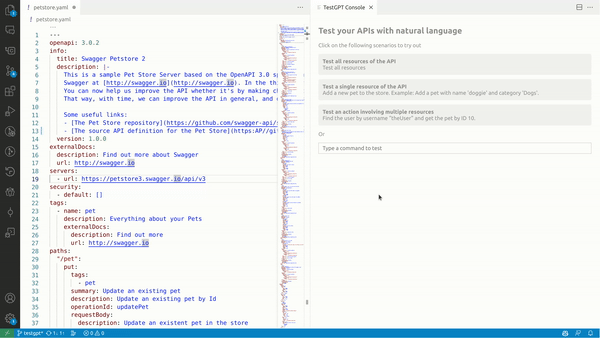 petstore.yaml
petstore.yaml
1 ---
2 openapi: 3.0.2
3 info:
4 title: Swagger Petstore 2
5 description: |-
6 This is a sample Pet Store Server based on the OpenAPI 3.0 s
7 Swagger at [http://swagger.io](http://swagger.io). In the th
8 You can now help us improve the API whether it's by making c
9 That way, with time, we can improve the API in general, and
10
11 Some useful links:
12 - [The Pet Store repository](https://github.com/swagger-api/s
13 - [The source API definition for the Pet Store](https:AP//git
14 version: 1.0.0
15 externalDocs:
16 description: Find out more about Swagger
17 url: http://swagger.io
18 servers:
19 - url: https://petstore3.swagger.io/api/v3
20 security:
21 - default: []
22 tags:
23 - name: pet
24 description: Everything about your Pets
25 externalDocs:
26 description: Find out more
27 url: http://swagger.io
28 paths:
29 "/pet":
30 put:
31 tags:
32 - pet
33 summary: Update an existing pet
34 description: Update an existing pet by Id
35 operationId: updatePet
36 requestBody:
37 description: Update an existent pet in the store
TestGPT Console
Test your APIs with natural language
Click on the following scenarios to try out
Test all resources of the API
Test all resources
Test a single resource of the API
Add a new pet to the store. Example: Add a pet with name 'doggie' and category 'Dogs'.
Test an action involving multiple resources
Find the user by username "theUser" and get the pet by ID 10.
Or
Type a command to test
testgpt*